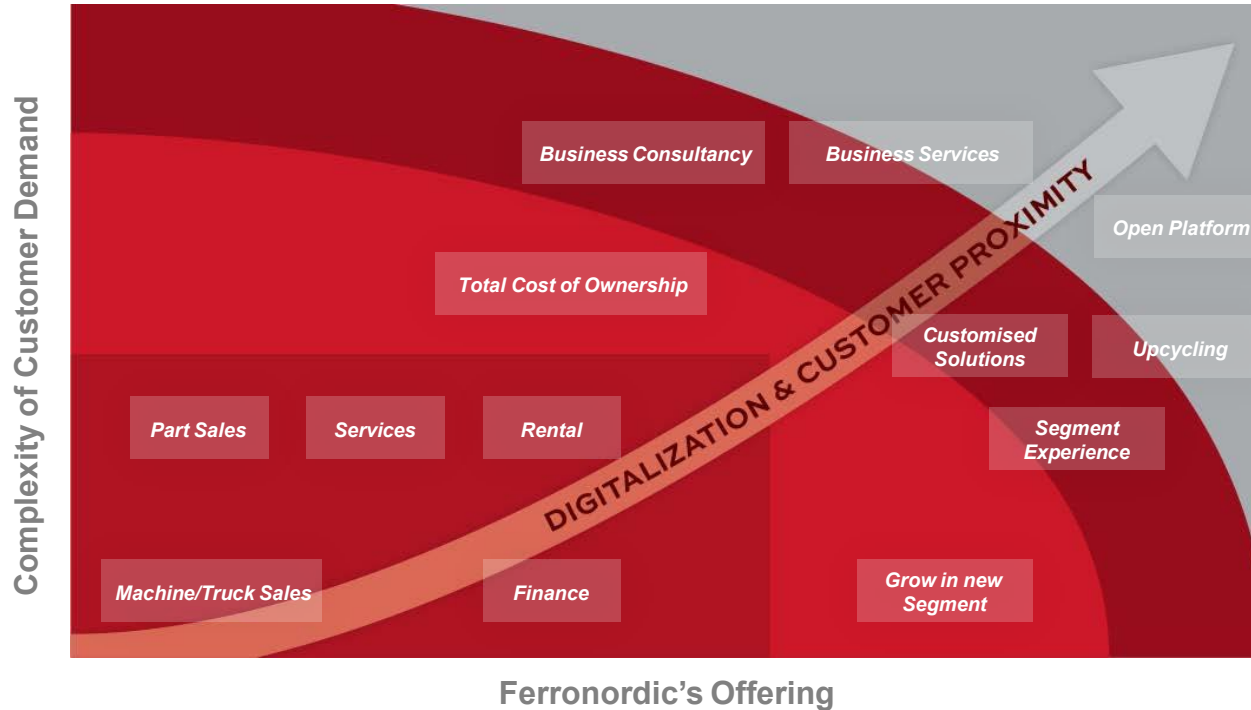 Complexity of Customer Demand
Business Consultancy
Business Services
Open Platform
Total Cost of Ownership
DIGITALIZATION & CUSTOMER PROXIMITY
Customised
Solutions
Upcycling
Part Sales
Services
Rental
Segment
Experience
Machine/Truck Sales
Finance
Grow in new
Segment
Ferronordic's Offering